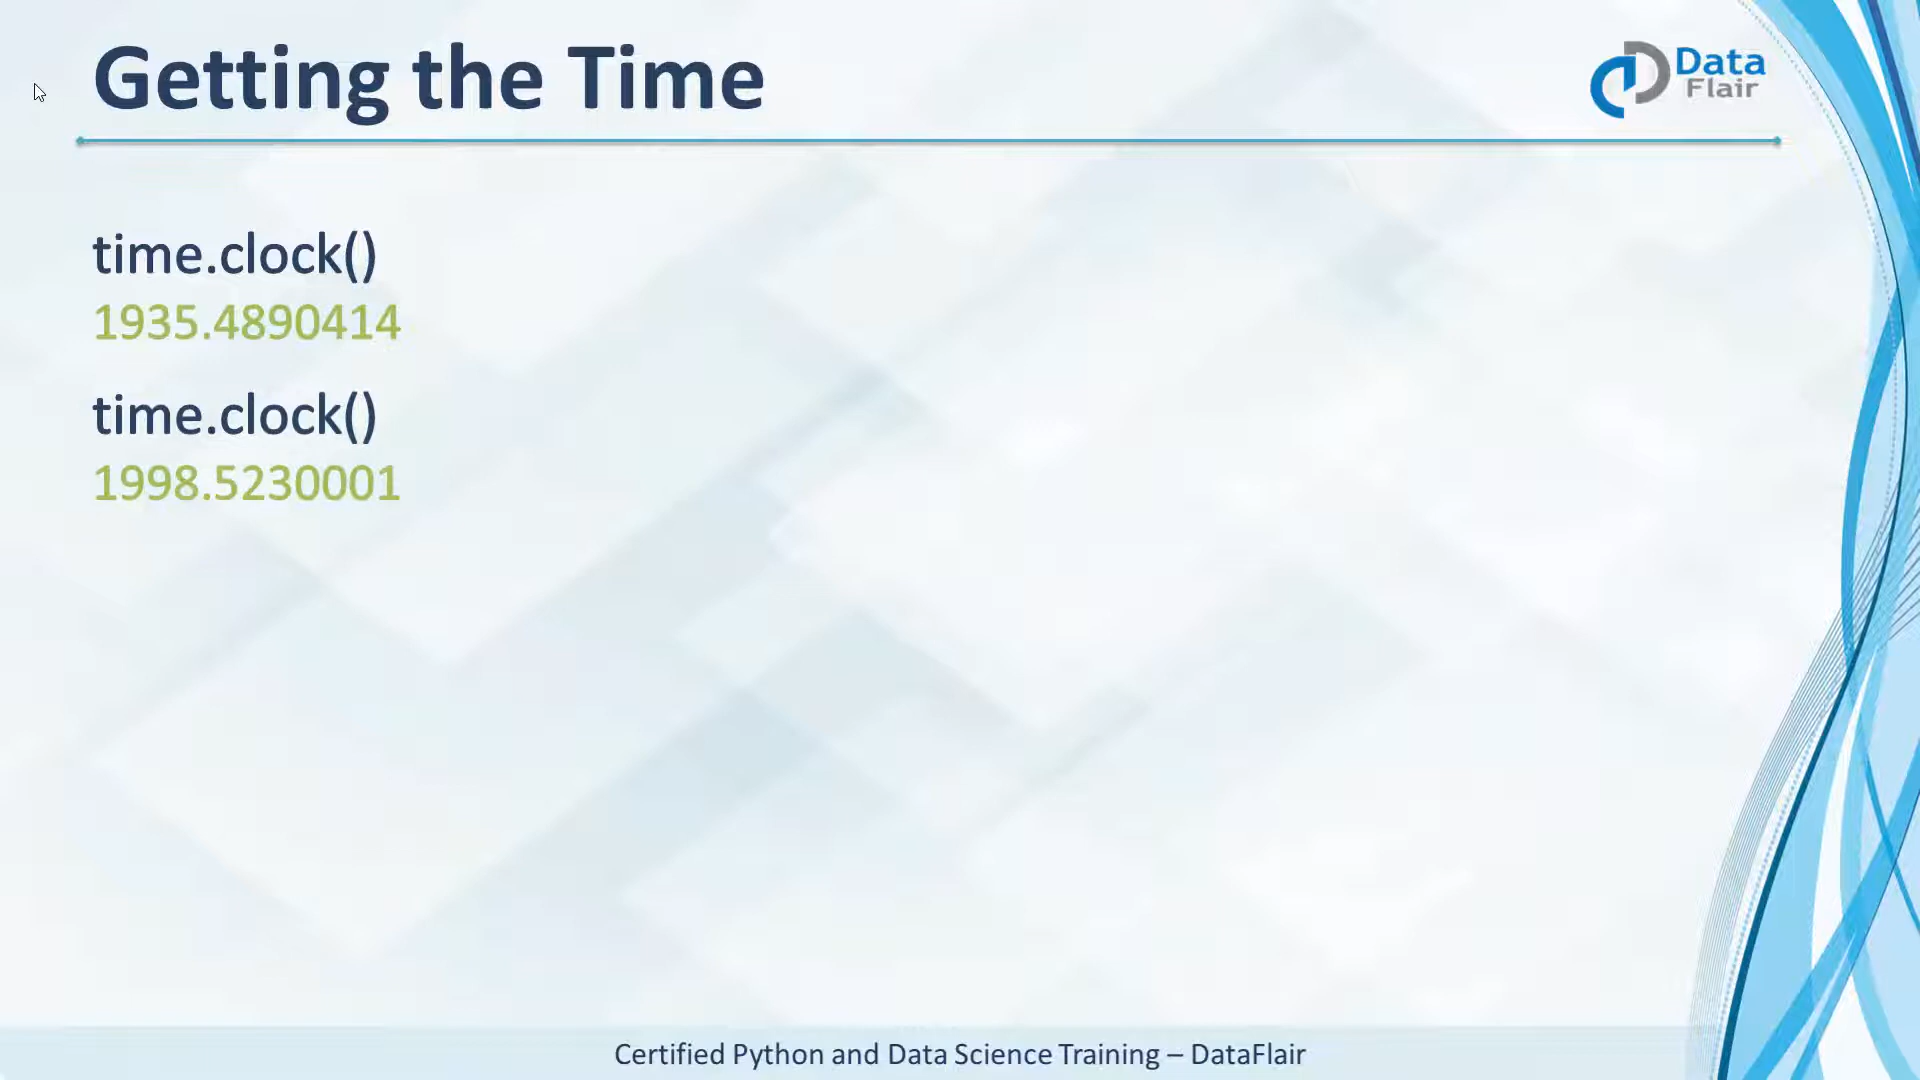 Getting the Time
Data
Flair
time.clock()
1935.4890414
time.clock()
1998.5230001
Certified Python and Data Science Training – DataFlair